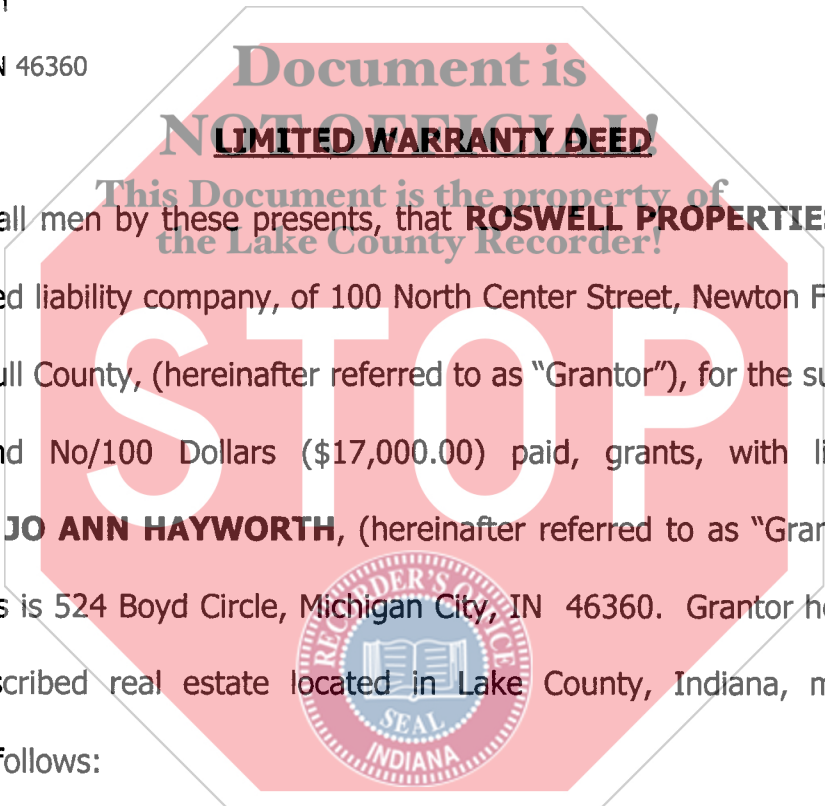 N 46360
Document is
NOT OFFICIAL!
LIMITED WARRANTY DEED
This Document is the property of
the Lake County Recorder!
all men by these presents, that ROSWELL PROPERTIES
ed liability company, of 100 North Center Street, Newton F
ull County, (hereinafter referred to as “Grantor”), for the su
nd No/100 Dollars ($17,000.00) paid, grants, with li
JO ANN HAYWORTH, (hereinafter referred to as “Gran
s is 524 Boyd Circle, Michigan City, IN 46360. Grantor he
scribed real estate located in Lake County, Indiana, m
follows:
STOP
RECORDER'S OFFICE
SEAL
INDIANA